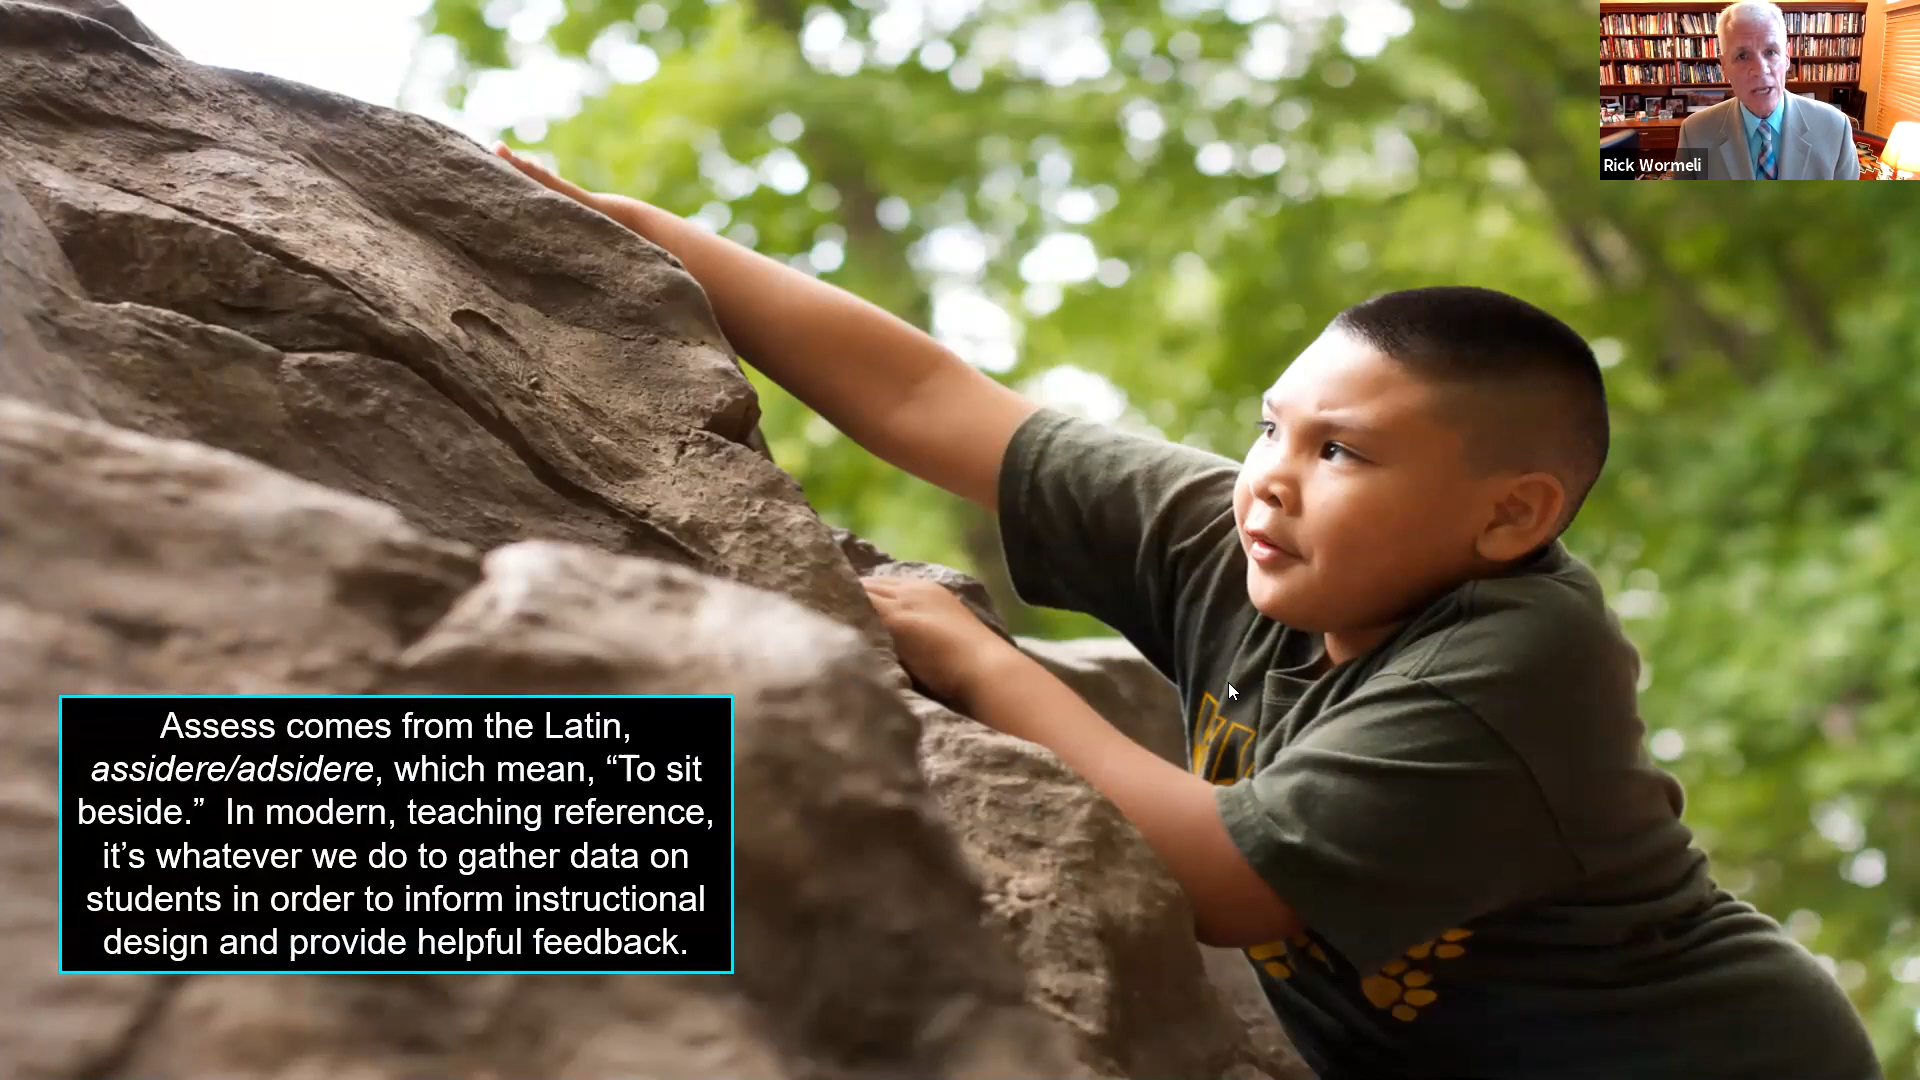 Rick Wormeli
Assess comes from the Latin,
assidere/adsidere, which mean, “To sit
beside.”  In modern, teaching reference,
it’s whatever we do to gather data on
students in order to inform instructional
design and provide helpful feedback.